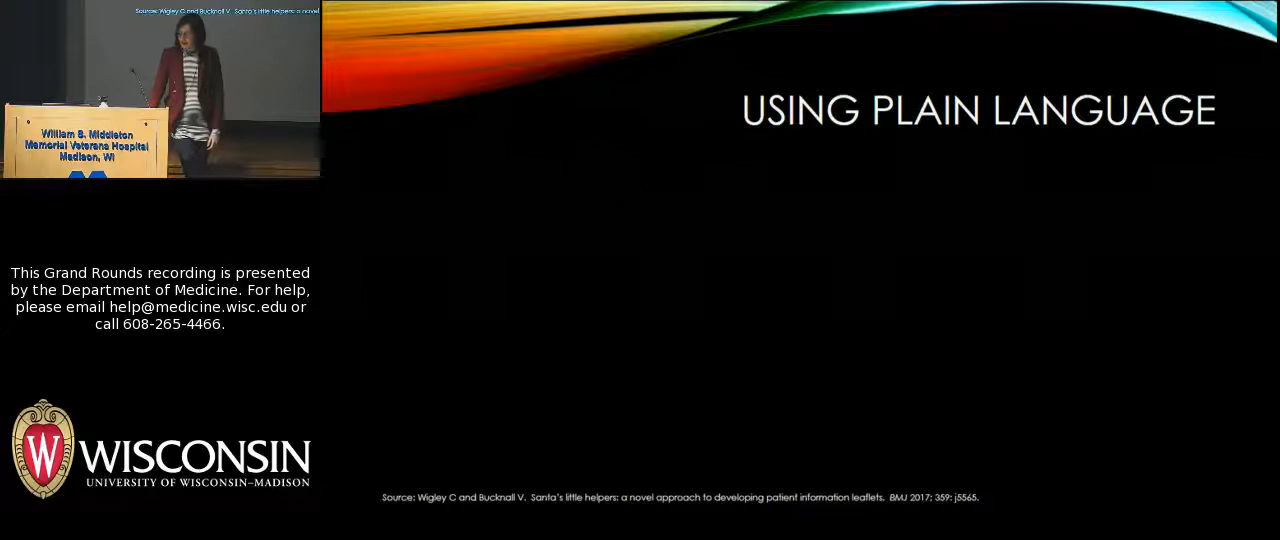 Source: Wigley C and Bucknall V. Santa's little helpers: a novel
William S. Middleton
Memorial Veterans Hospital
Madison, WI
USING PLAIN LANGUAGE
This Grand Rounds recording is presented
by the Department of Medicine. For help,
please email help@medicine.wisc.edu or
call 608-265-4466.
W
WISCONSIN
UNIVERSITY OF WISCONSIN–MADISON
Source: Wigley C and Bucknall V. Santa's little helpers: a novel approach to developing patient information leaflets. BMJ 2017; 359: j5565.